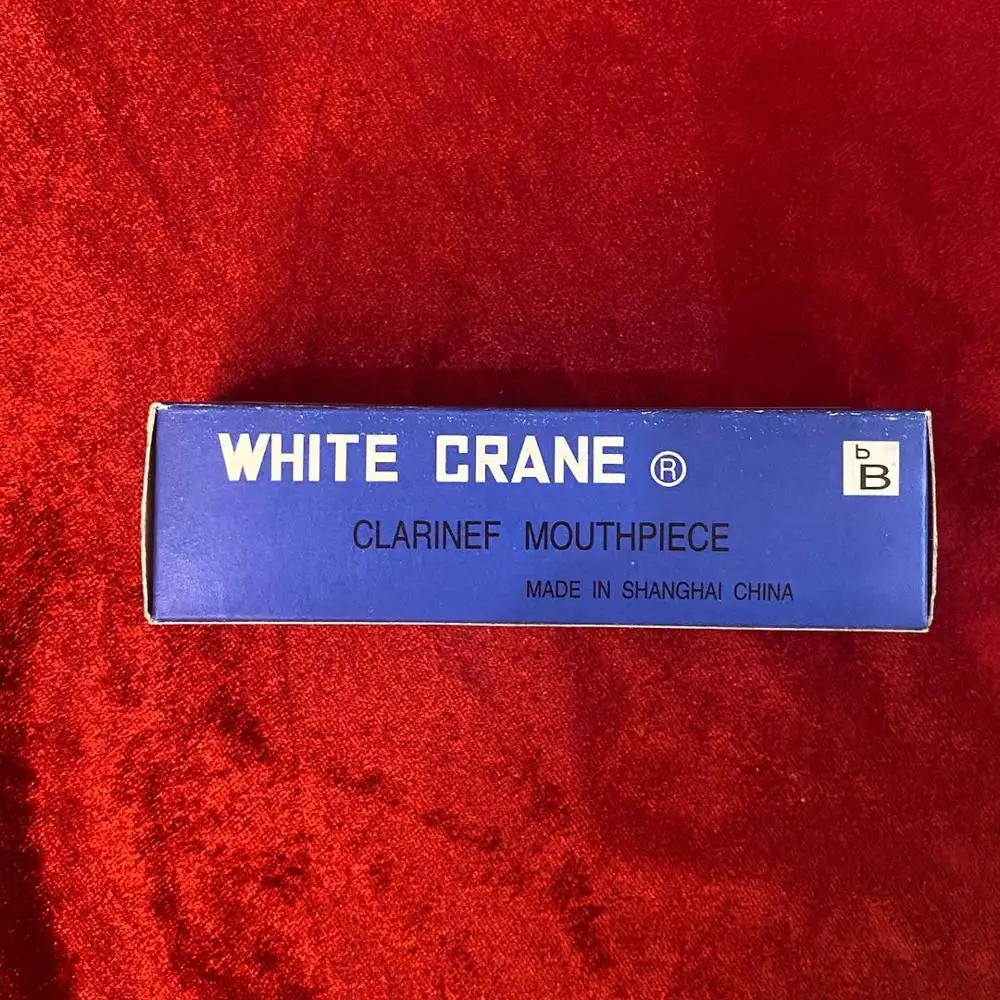 WHITE CRANE ®
b
B
CLARINEF MOUTHPIECE
MADE IN SHANGHAI CHINA